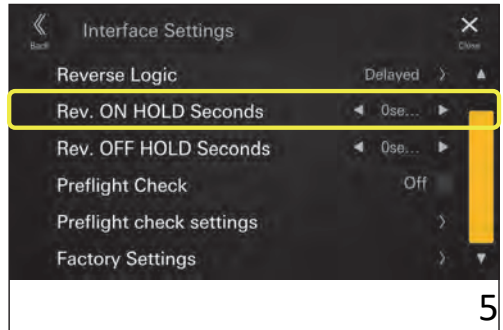 Back
Interface Settings
Close
Reverse Logic Delayed
Rev. ON HOLD Seconds 0se...
Rev. OFF HOLD Seconds 0se...
Preflight Check Off
Preflight check settings
Factory Settings
5